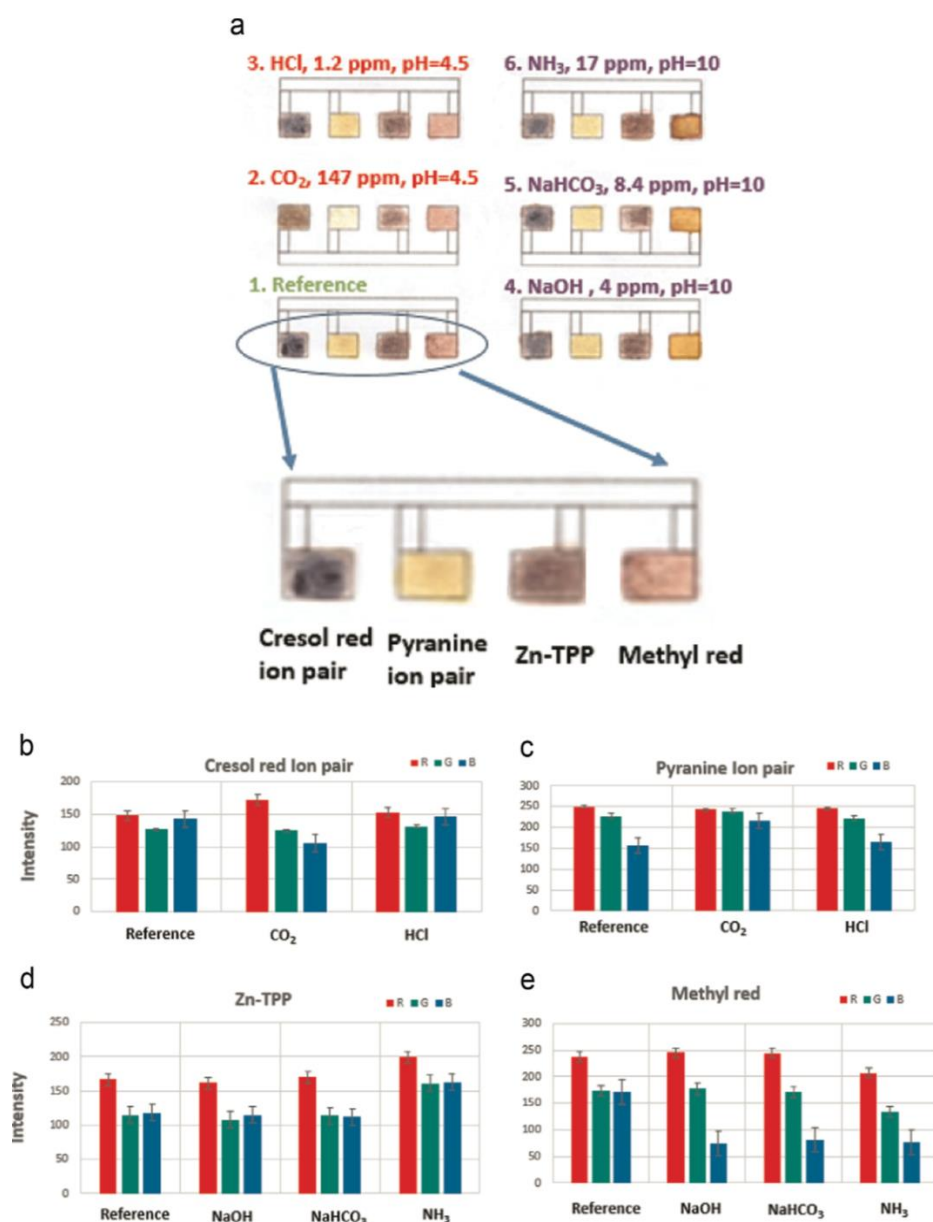 a
3. HCl, 1.2 ppm, pH=4.5
6. NH₃, 17 ppm, pH=10
2. CO₂, 147 ppm, pH=4.5
5. NaHCO₃, 8.4 ppm, pH=10
1. Reference
4. NaOH , 4 ppm, pH=10
Cresol red
ion pair
Pyranine
ion pair
Zn-TPP
Methyl red
b
Cresol red Ion pair
R G B
200
150
100
50
0
Intensity
Reference
CO₂
HCl
c
Pyranine Ion pair
R G B
300
250
200
150
100
50
0
Reference
CO₂
HCl
d
Zn-TPP
R G B
250
200
150
100
50
0
Intensity
Reference
NaOH
NaHCO₃
NH₃
e
Methyl red
R G B
300
250
200
150
100
50
0
Reference
NaOH
NaHCO₃
NH₃